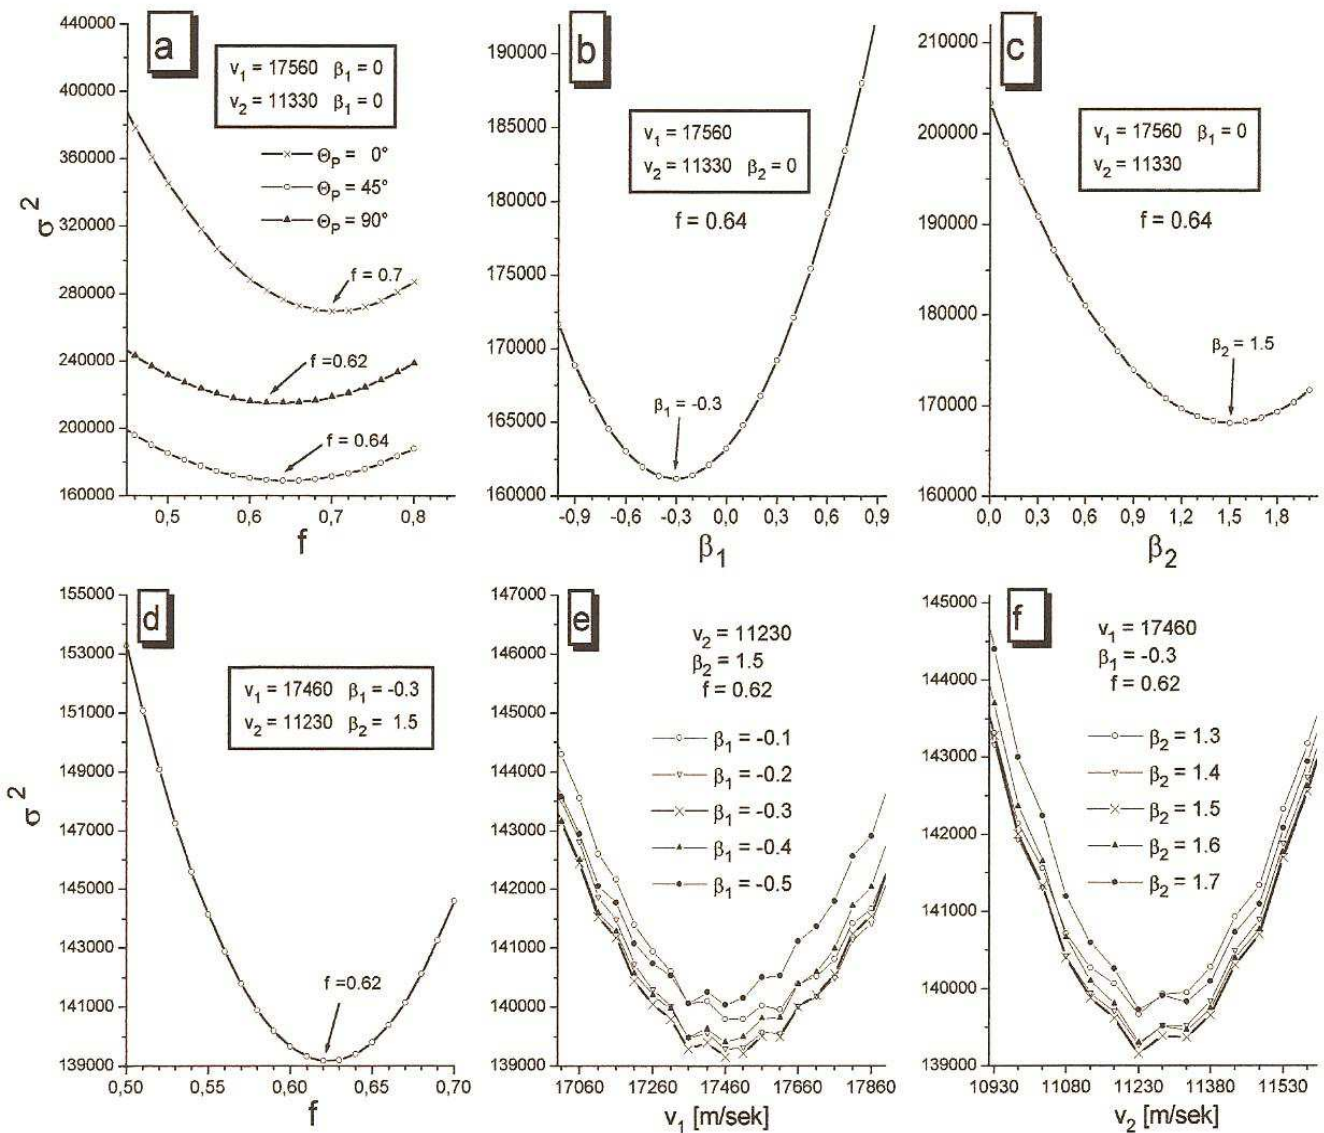 a
v1 = 17560 β1 = 0
v2 = 11330 β1 = 0
ΘP = 0°
ΘP = 45°
ΘP = 90°
f = 0.7
f =0.62
f = 0.64
440000
400000
360000
320000
280000
240000
200000
160000
σ2
0,5 0,6 0,7 0,8
f
b
v1 = 17560
v2 = 11330 β2 = 0
f = 0.64
β1 = -0.3
190000
185000
180000
175000
170000
165000
160000
-0,9 -0,6 -0,3 0,0 0,3 0,6 0,9
β1
c
v1 = 17560 β1 = 0
v2 = 11330
f = 0.64
β2 = 1.5
210000
200000
190000
180000
170000
160000
0,0 0,3 0,6 0,9 1,2 1,5 1,8
β2
d
v1 = 17460 β1 = -0.3
v2 = 11230 β2 = 1.5
f =0.62
155000
153000
151000
149000
147000
145000
143000
141000
139000
σ2
0,50 0,55 0,60 0,65 0,70
f
e
v2 = 11230
β2 = 1.5
f = 0.62
β1 = -0.1
β1 = -0.2
β1 = -0.3
β1 = -0.4
β1 = -0.5
147000
146000
145000
144000
143000
142000
141000
140000
139000
17060 17260 17460 17660 17860
v1 [m/sek]
f
v1 = 17460
β1 = -0.3
f = 0.62
β2 = 1.3
β2 = 1.4
β2 = 1.5
β2 = 1.6
β2 = 1.7
145000
144000
143000
142000
141000
140000
139000
10930 11080 11230 11380 11530
v2 [m/sek]